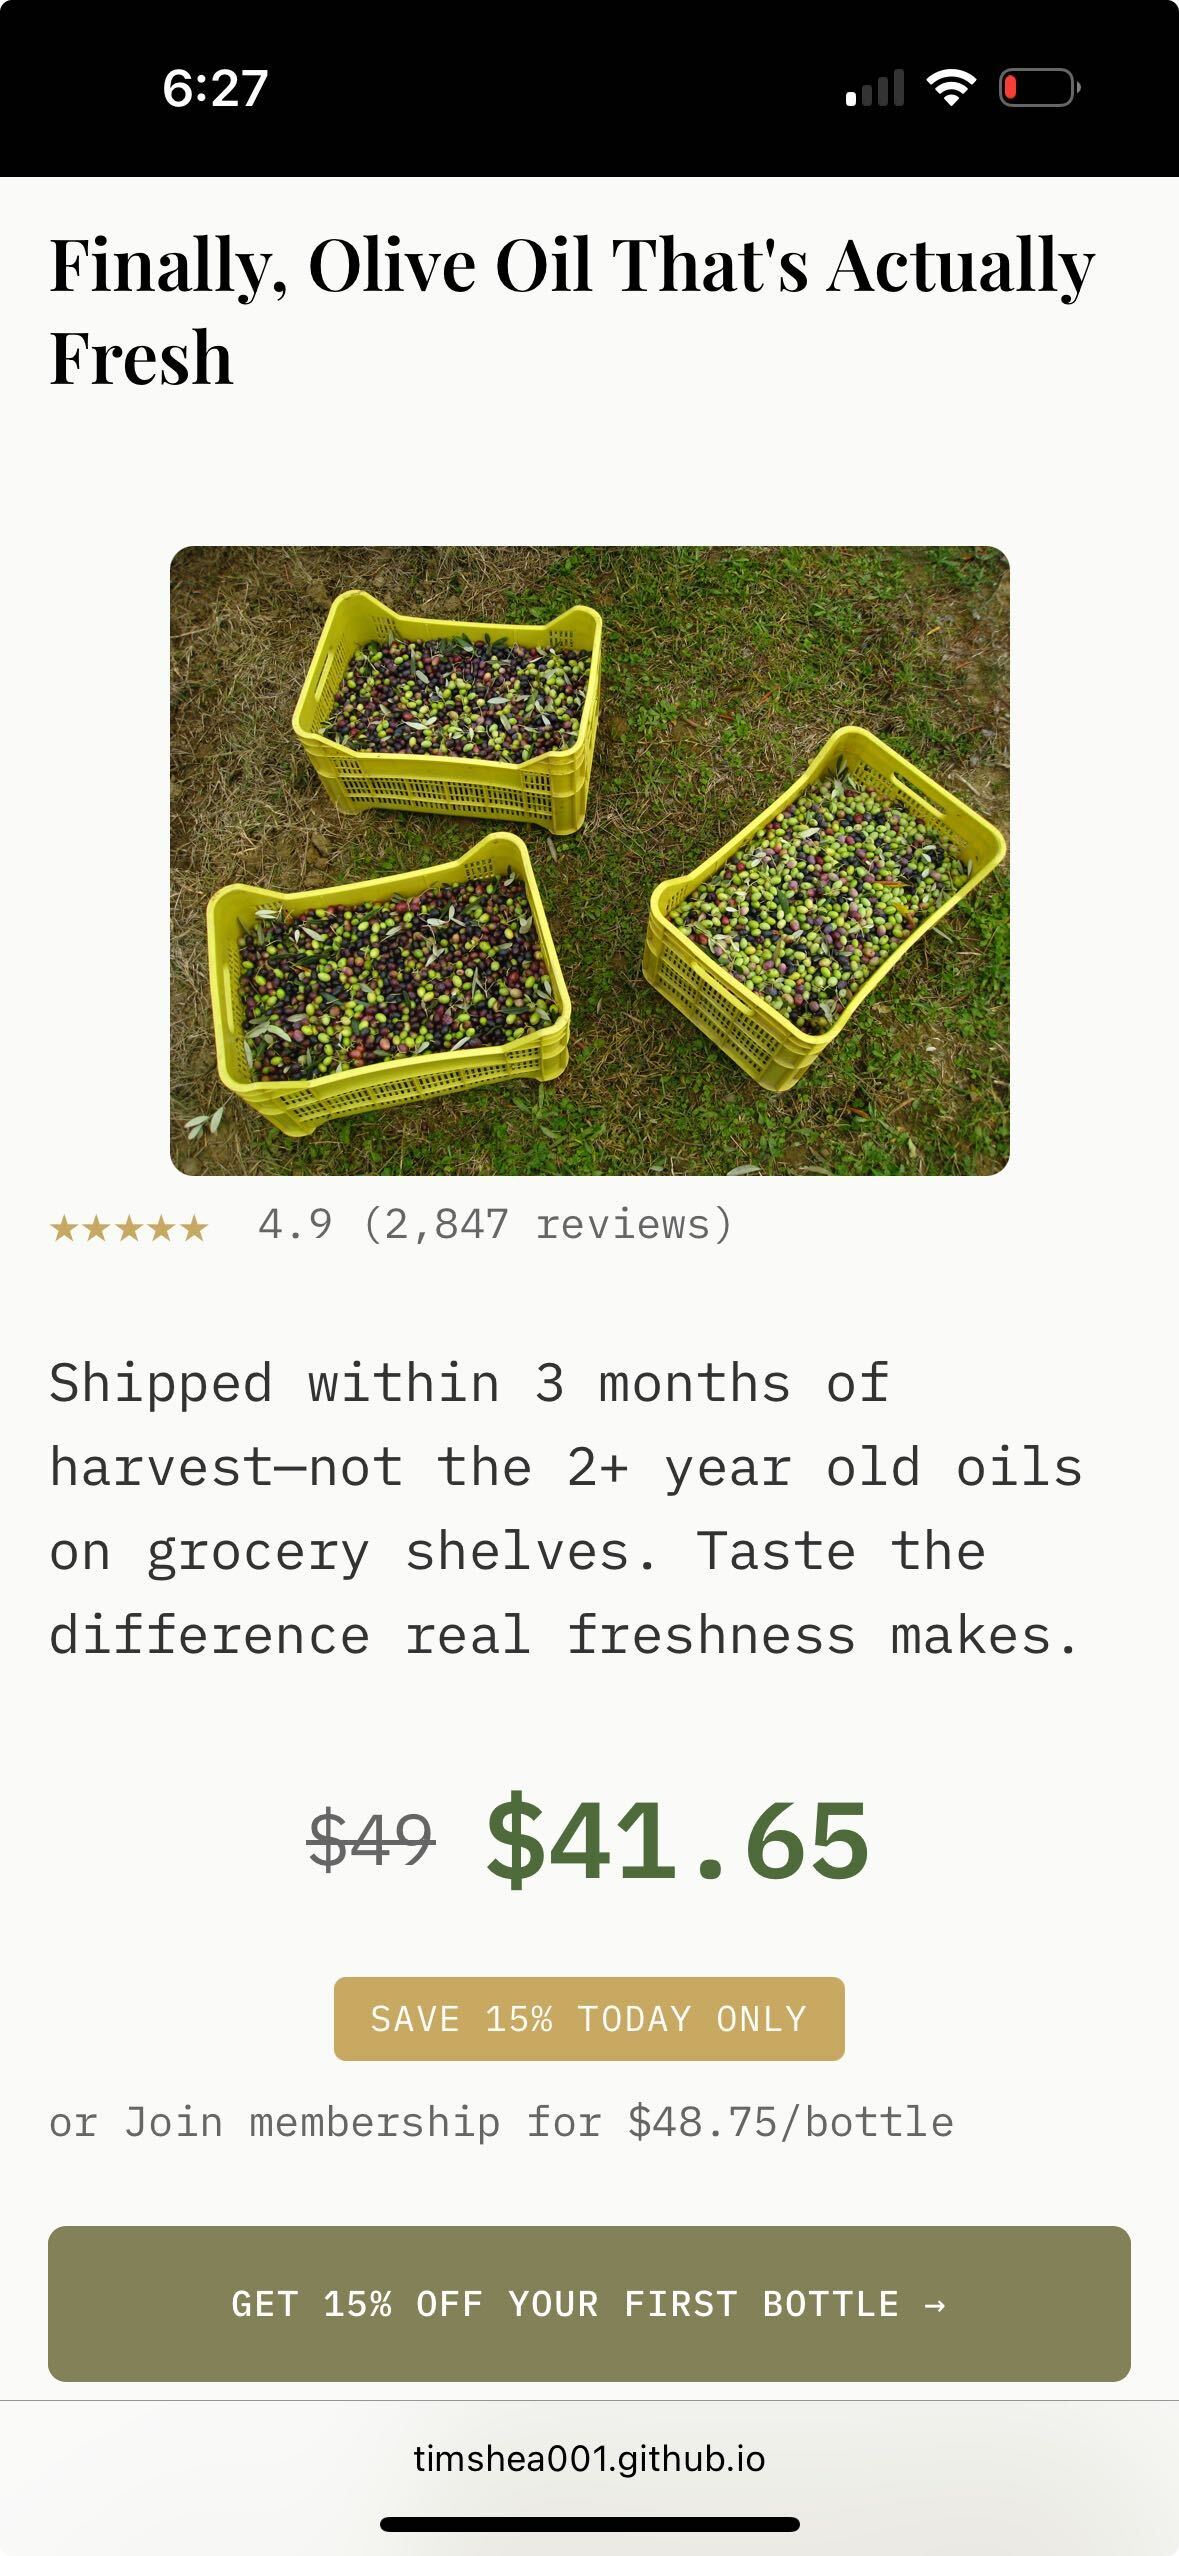 6:27
Finally, Olive Oil That's Actually
Fresh
★★★★★ 4.9 (2,847 reviews)
Shipped within 3 months of
harvest—not the 2+ year old oils
on grocery shelves. Taste the
difference real freshness makes.
$49 $41.65
SAVE 15% TODAY ONLY
or Join membership for $48.75/bottle
GET 15% OFF YOUR FIRST BOTTLE →
timshea001.github.io